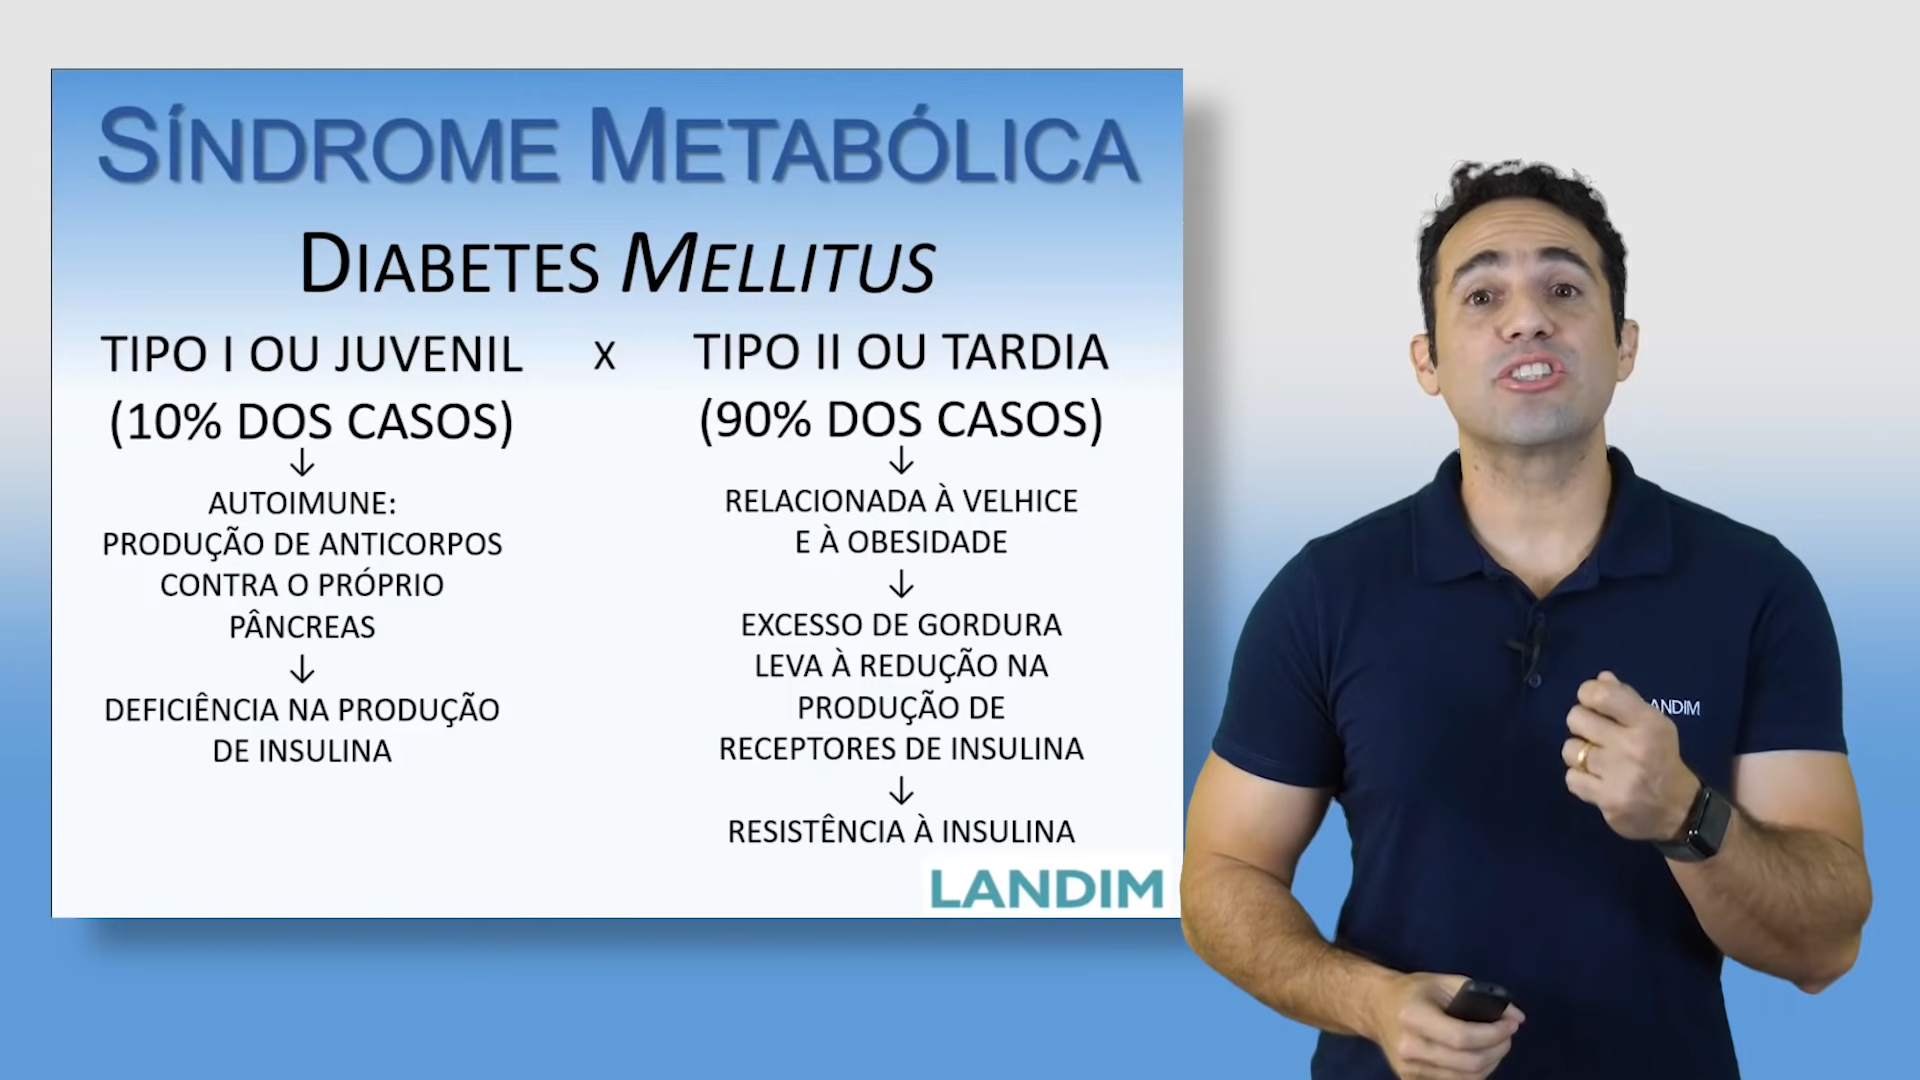 SÍNDROME METABÓLICA
DIABETES MELLITUS
TIPO I OU JUVENIL X TIPO II OU TARDIA
(10% DOS CASOS) (90% DOS CASOS)
↓
AUTOIMUNE:
PRODUÇÃO DE ANTICORPOS
CONTRA O PRÓPRIO
PÂNCREAS
↓
DEFICIÊNCIA NA PRODUÇÃO
DE INSULINA
↓
RELACIONADA À VELHICE
E À OBESIDADE
↓
EXCESSO DE GORDURA
LEVA À REDUÇÃO NA
PRODUÇÃO DE
RECEPTORES DE INSULINA
↓
RESISTÊNCIA À INSULINA
LANDIM
ANDIM